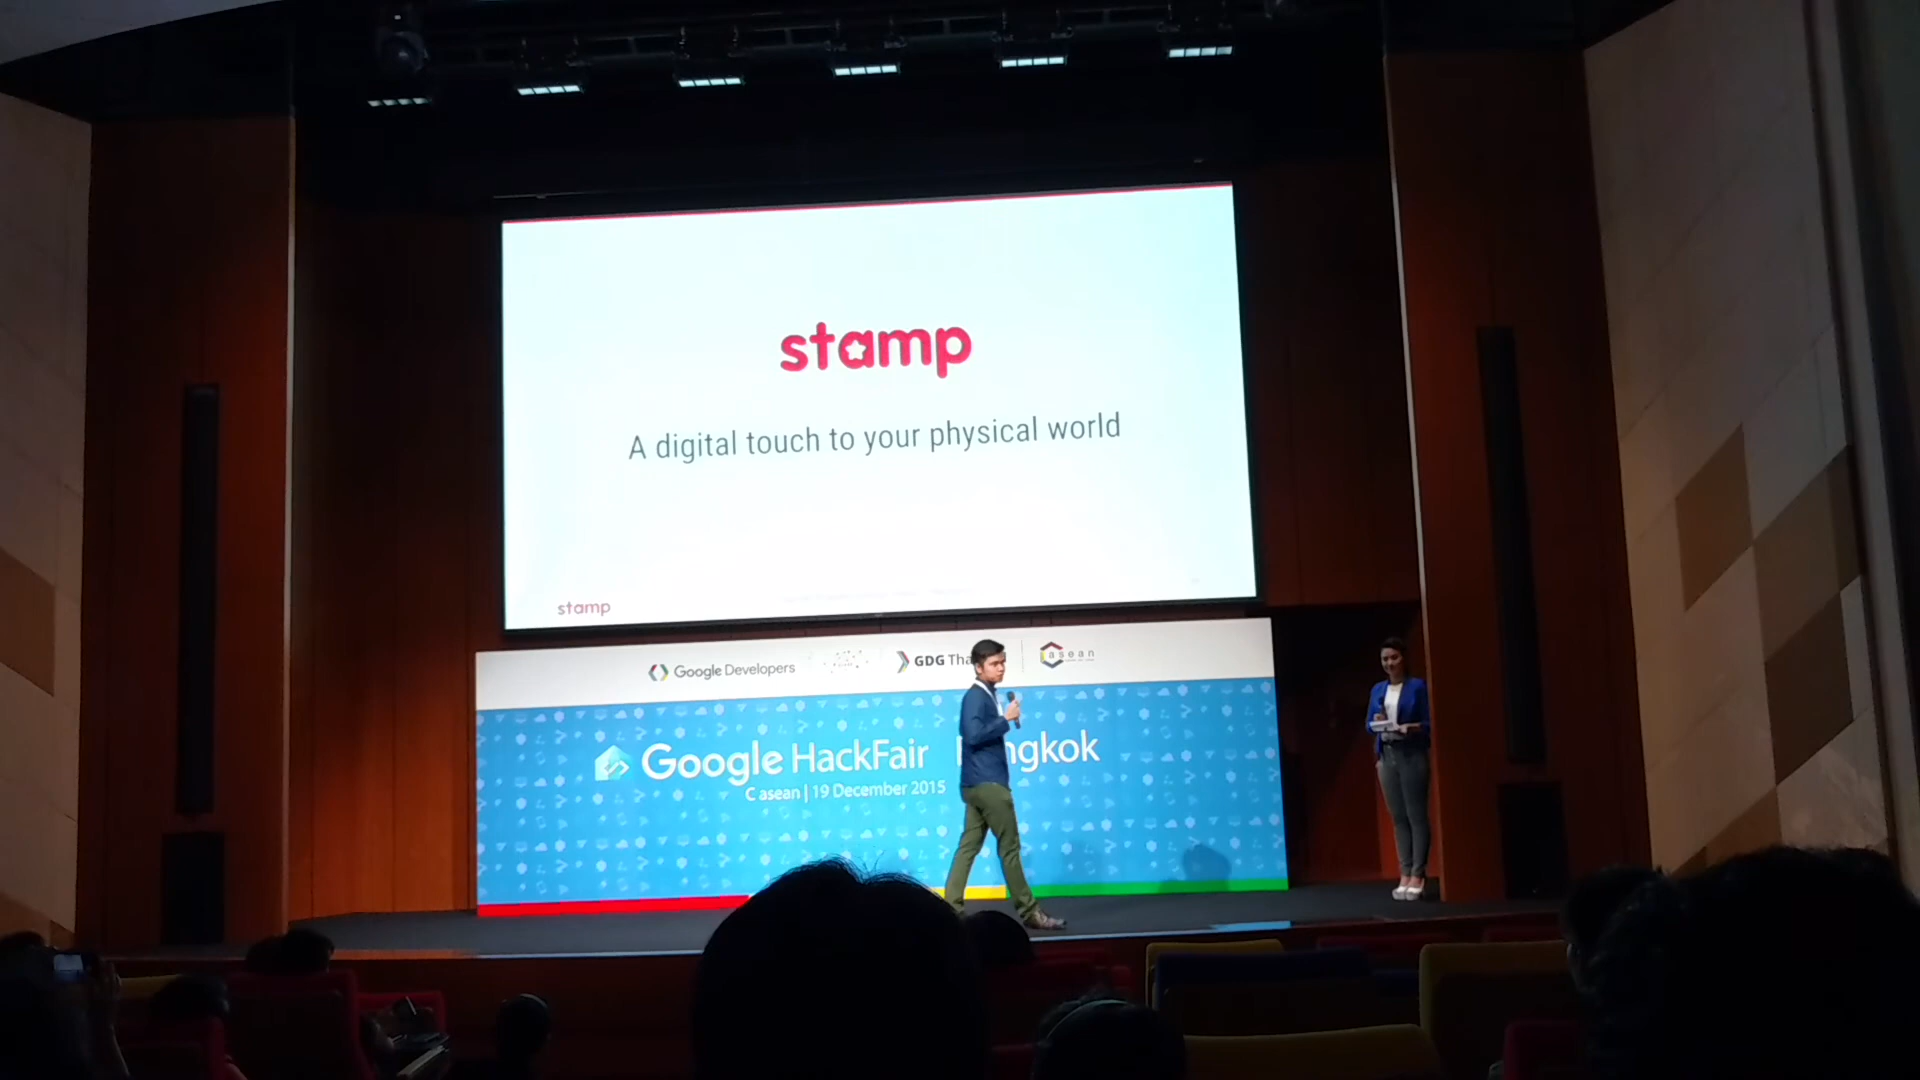 stamp
A digital touch to your physical world
stamp
Google Developers
GDG Tha
asean
Google HackFair
ngkok
C asean | 19 December 2015